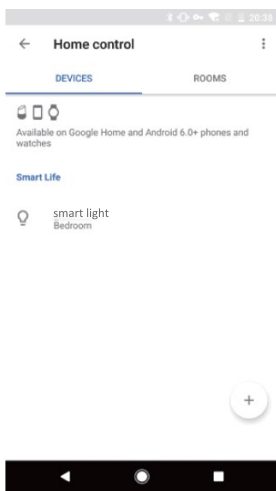 20:38
Home control
DEVICES ROOMS
Available on Google Home and Android 6.0+ phones and
watches
Smart Life
smart light
Bedroom